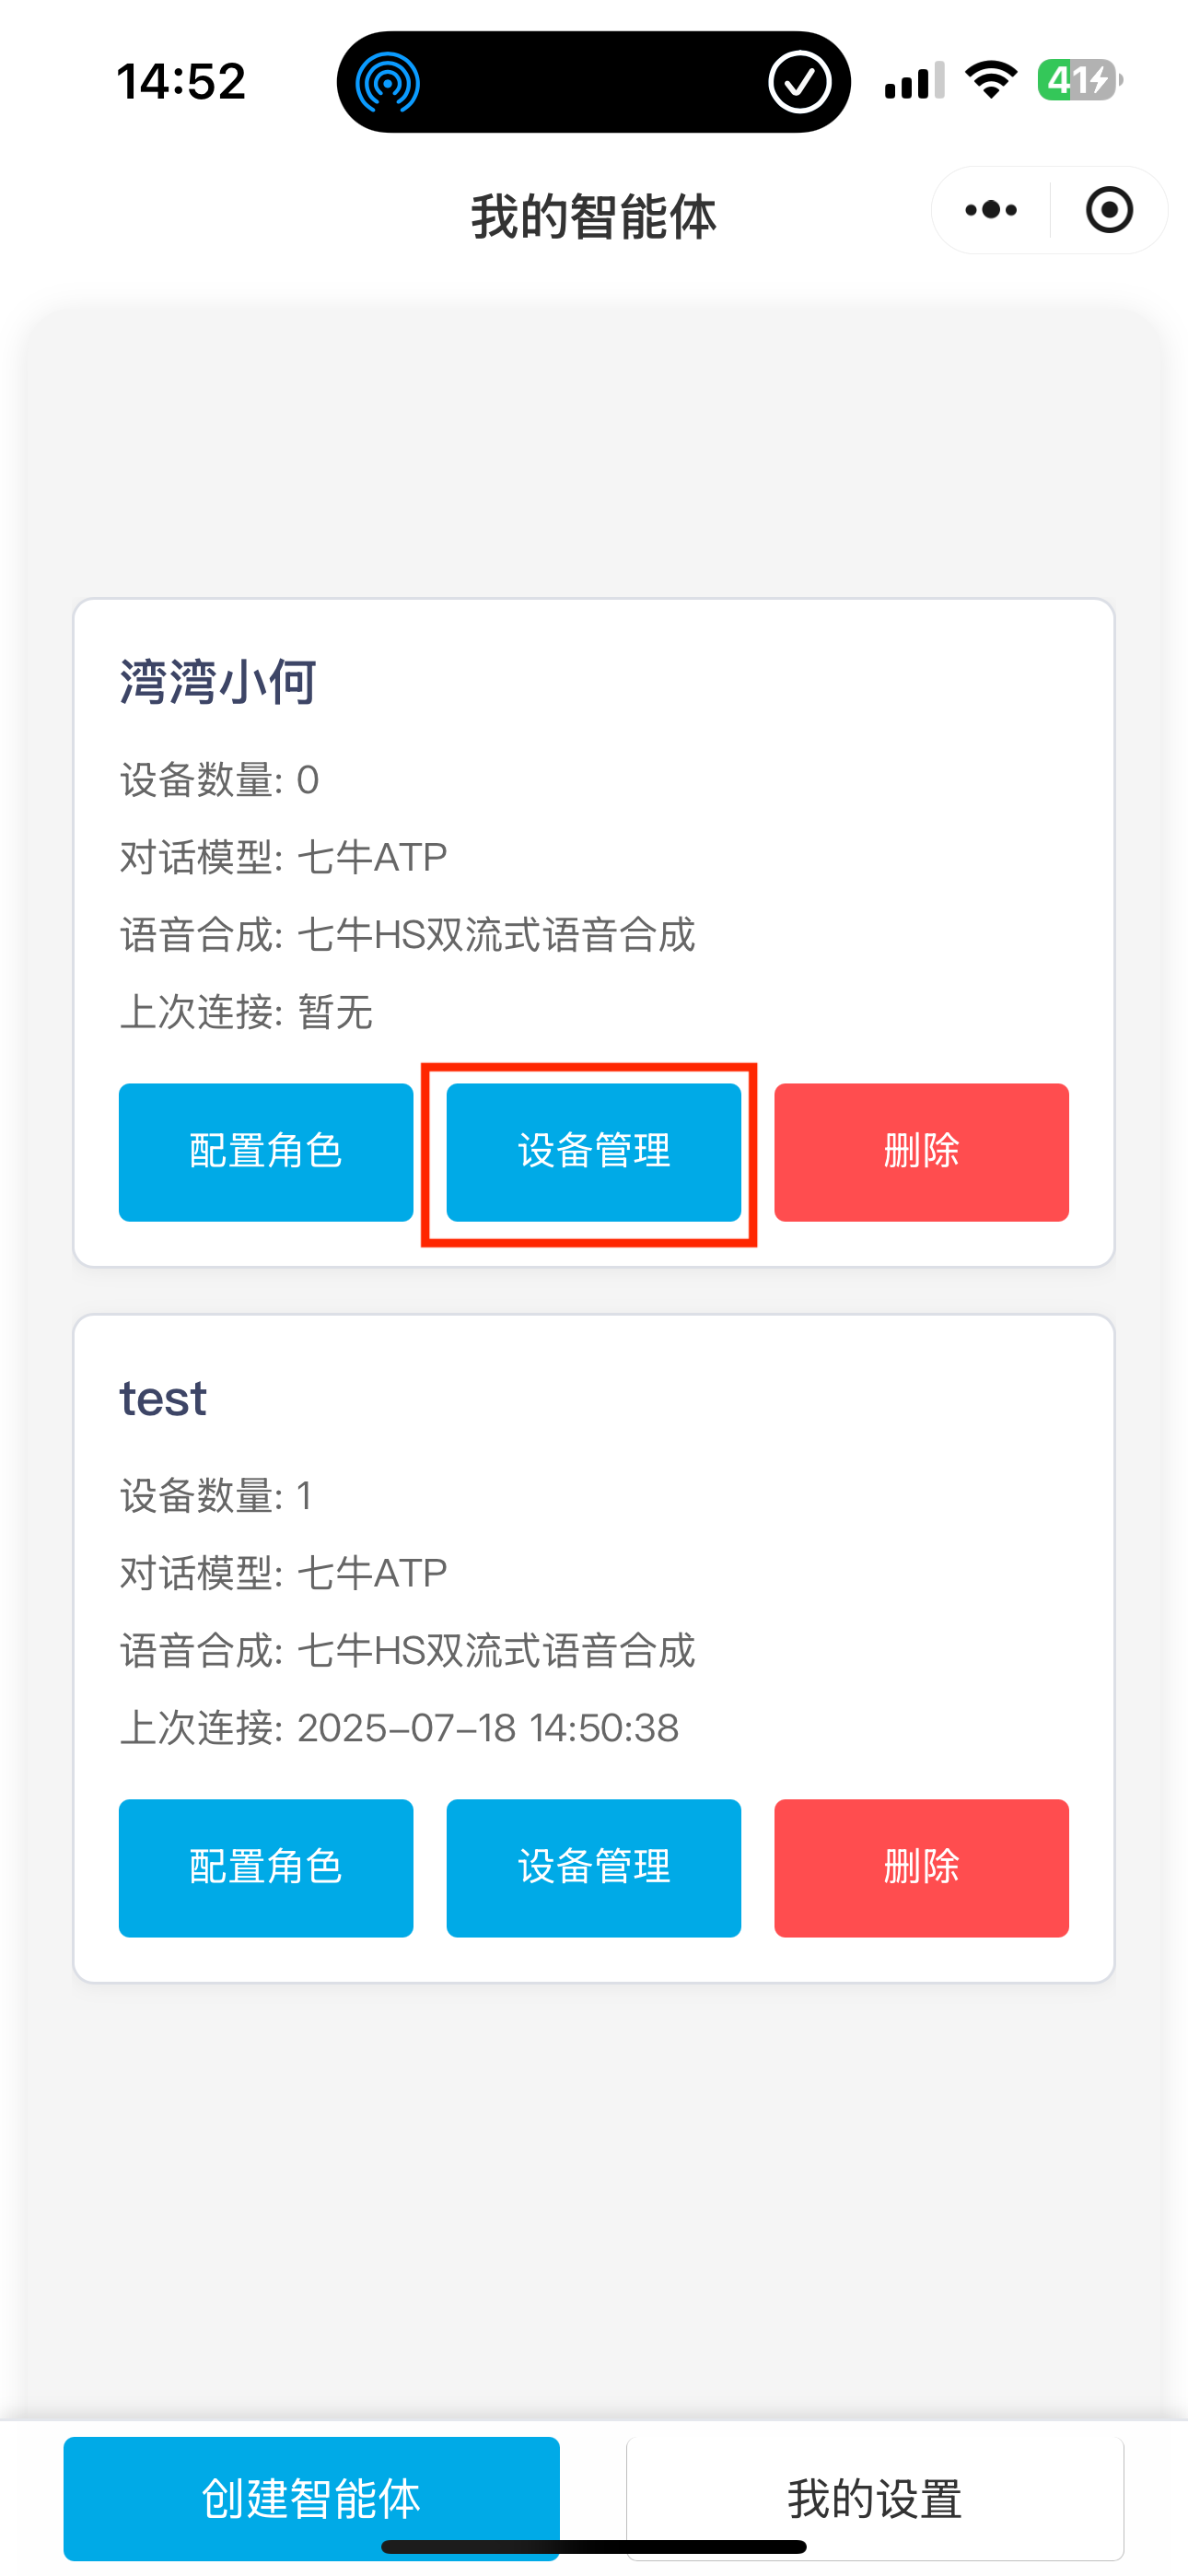 14:52
41
我的智能体
湾湾小何
设备数量: 0
对话模型: 七牛ATP
语音合成: 七牛HS双流式语音合成
上次连接: 暂无
配置角色 设备管理 删除
test
设备数量: 1
对话模型: 七牛ATP
语音合成: 七牛HS双流式语音合成
上次连接: 2025-07-18 14:50:38
配置角色 设备管理 删除
创建智能体 我的设置